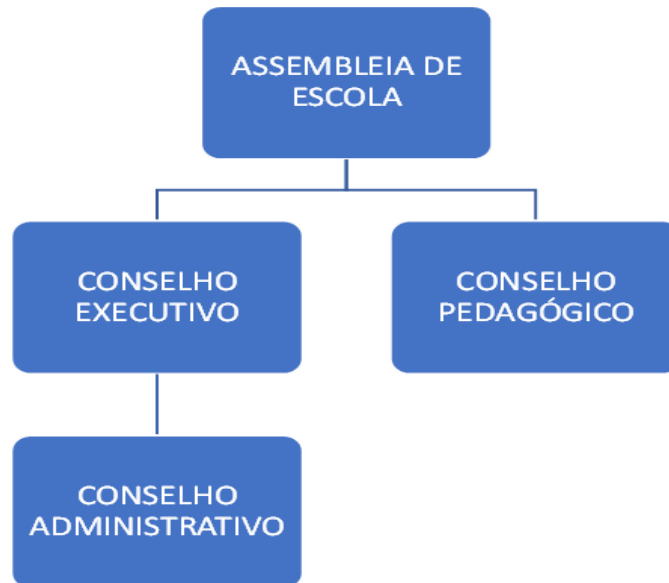 ASSEMBLEIA DE
ESCOLA
CONSELHO
EXECUTIVO
CONSELHO
PEDAGÓGICO
CONSELHO
ADMINISTRATIVO